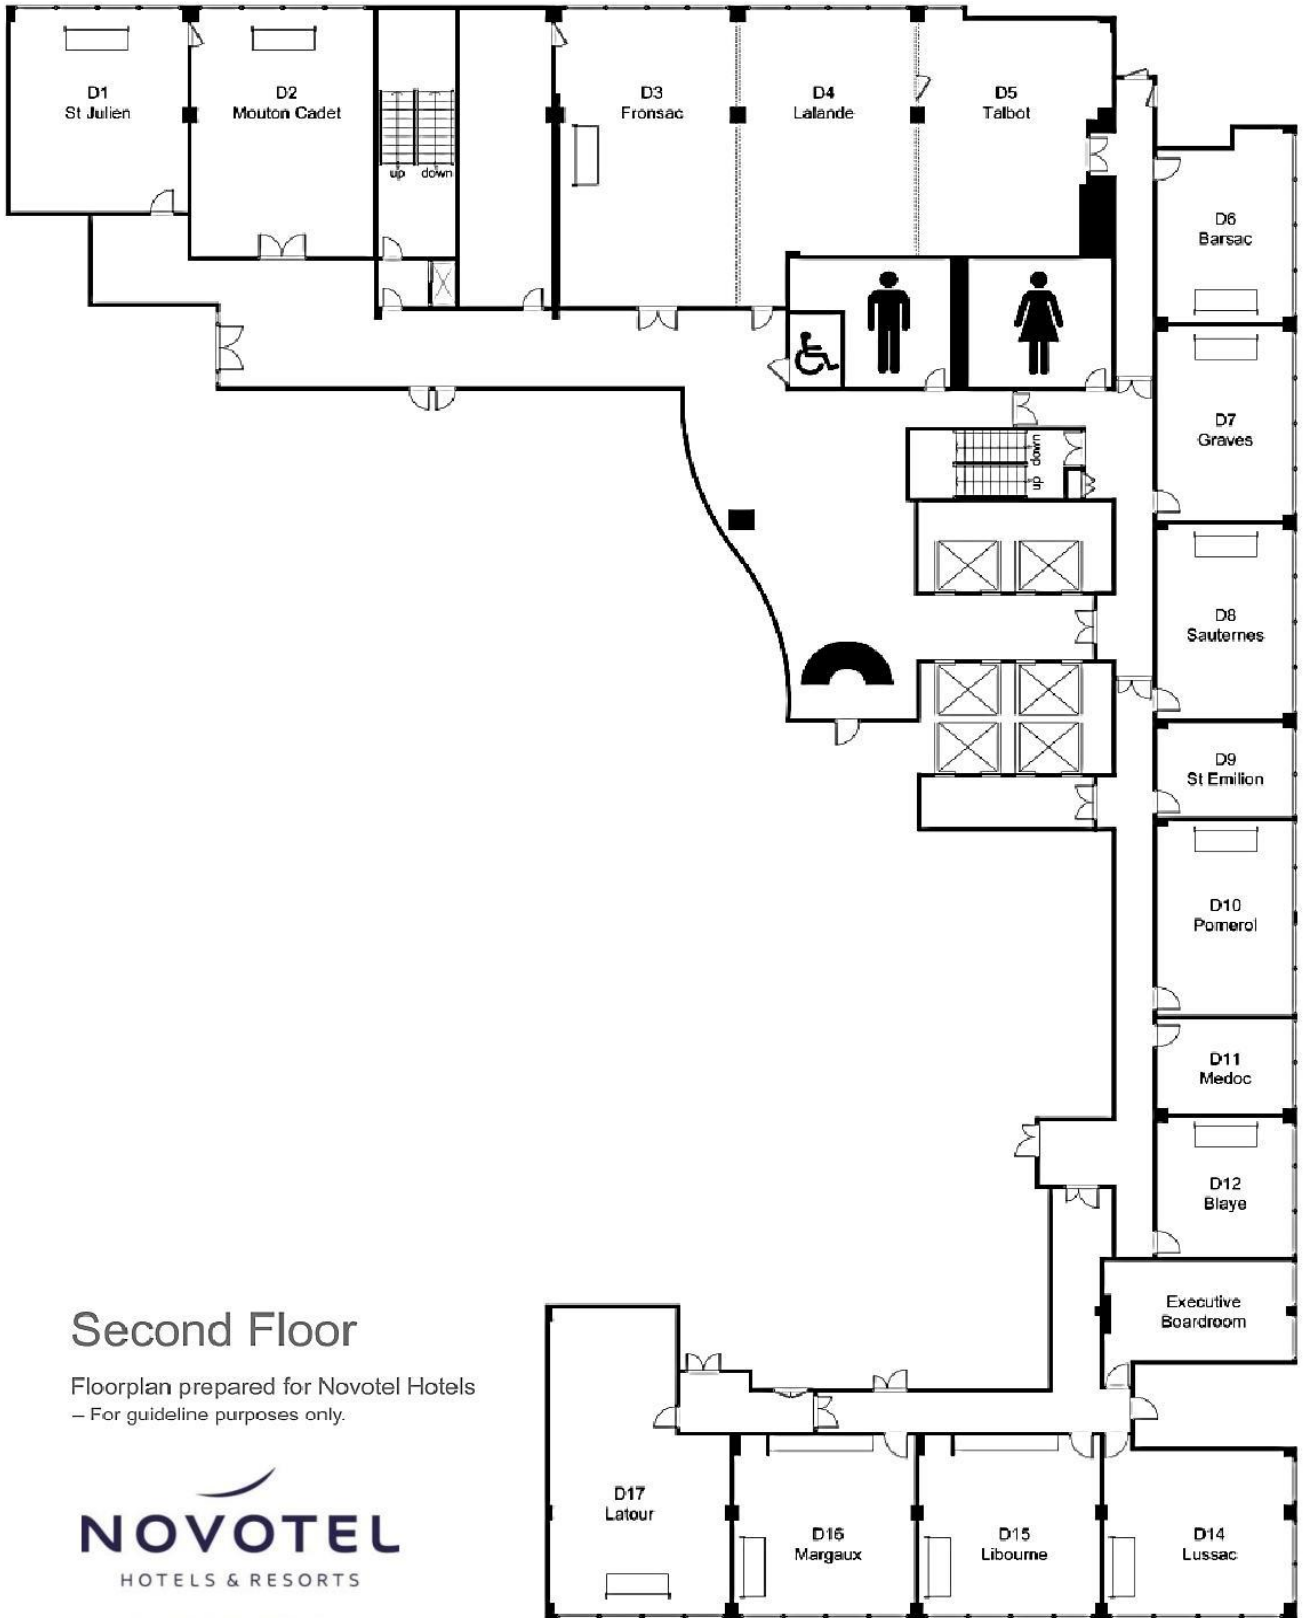 D1
St Julien
D2
Mouton Cadet
up
down
D3
Fronsac
D4
Lalande
D5
Talbot
D6
Barsac
D7
Graves
up down
D8
Sauternes
D9
St Emilion
D10
Pomerol
D11
Medoc
D12
Blaye
Executive
Boardroom
D17
Latour
D16
Margaux
D15
Libourne
D14
Lussac
Second Floor
Floorplan prepared for Novotel Hotels
– For guideline purposes only.
NOVOTEL
HOTELS & RESORTS